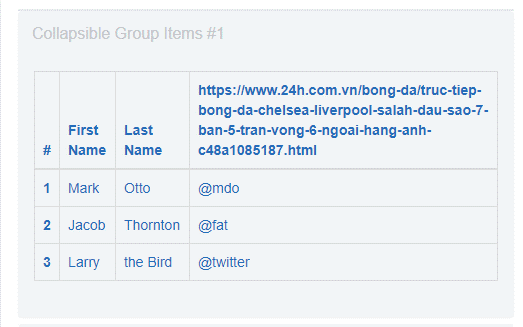 Collapsible Group Items #1
https://www.24h.com.vn/bong-da/truc-tiep-
bong-da-chelsea-liverpool-salah-dau-sao-7-
First Last ban-5-tran-vong-6-ngoai-hang-anh-
# Name Name c48a1085187.html
1 Mark Otto @mdo
2 Jacob Thornton @fat
3 Larry the Bird @twitter